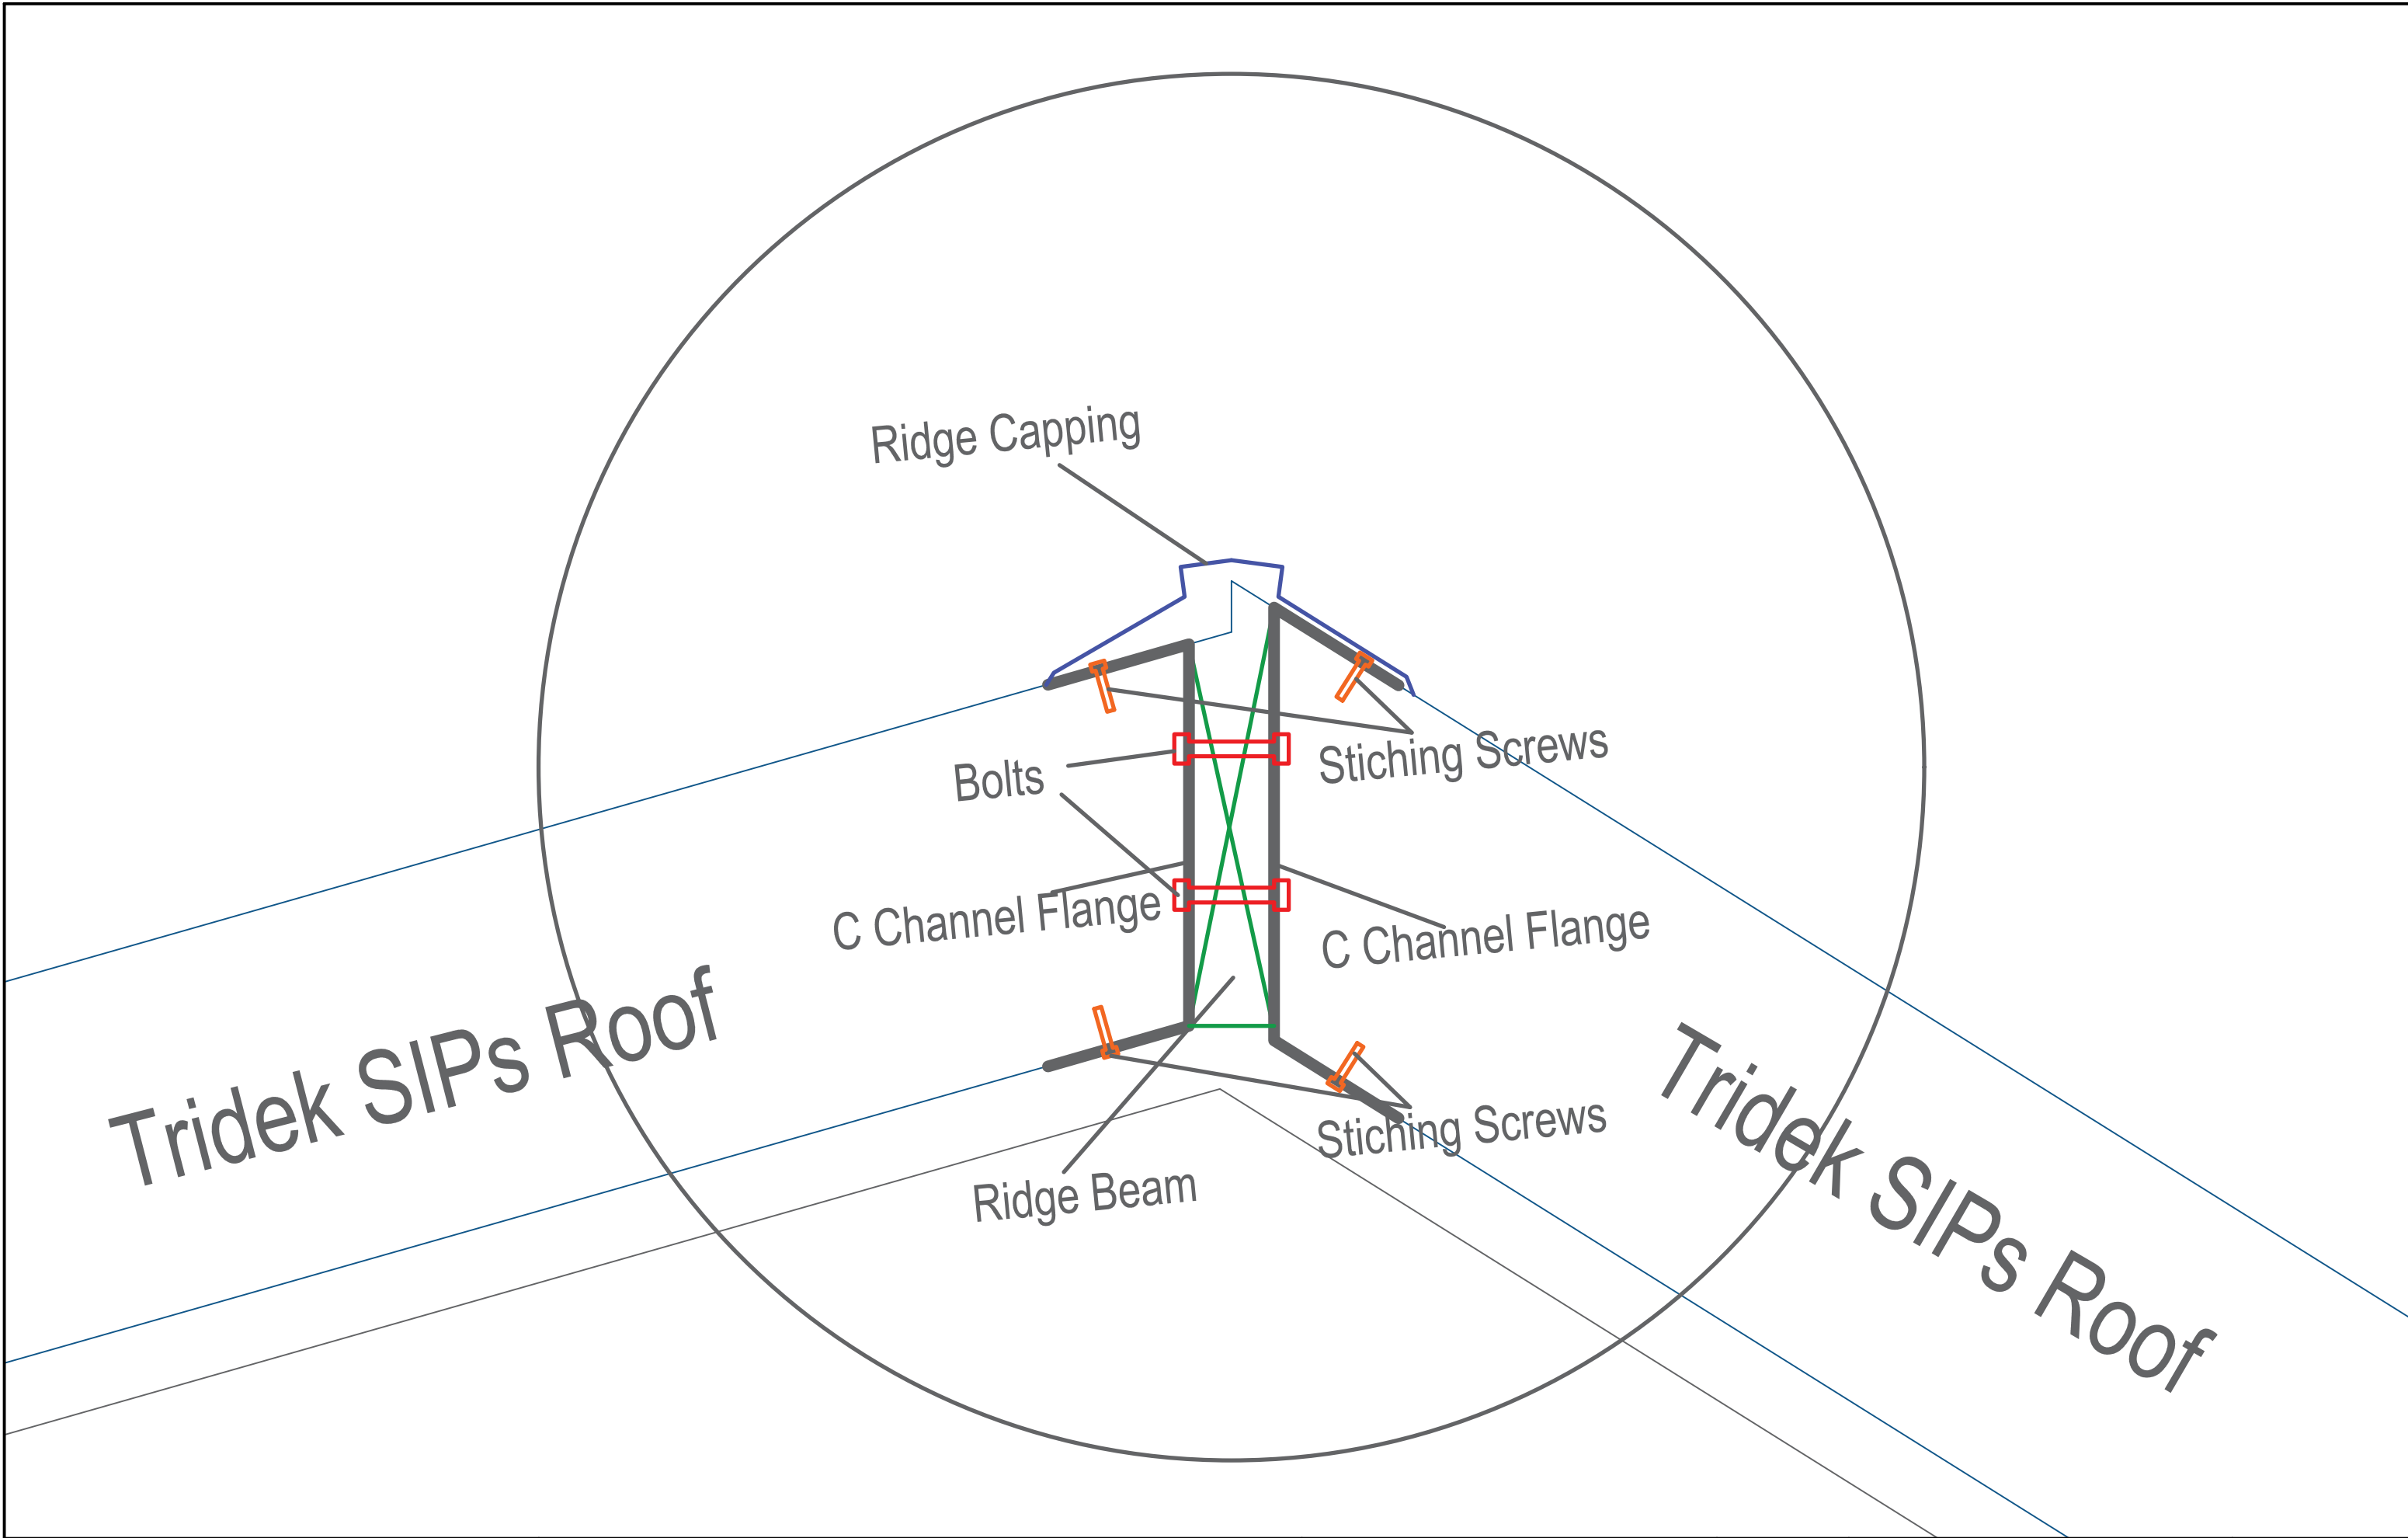 Ridge Capping
Stiching Screws
Bolts
C Channel Flange
C Channel Flange
Tridek SIPs Roof
Tridek SIPs Roof
Stiching Screws
Ridge Beam